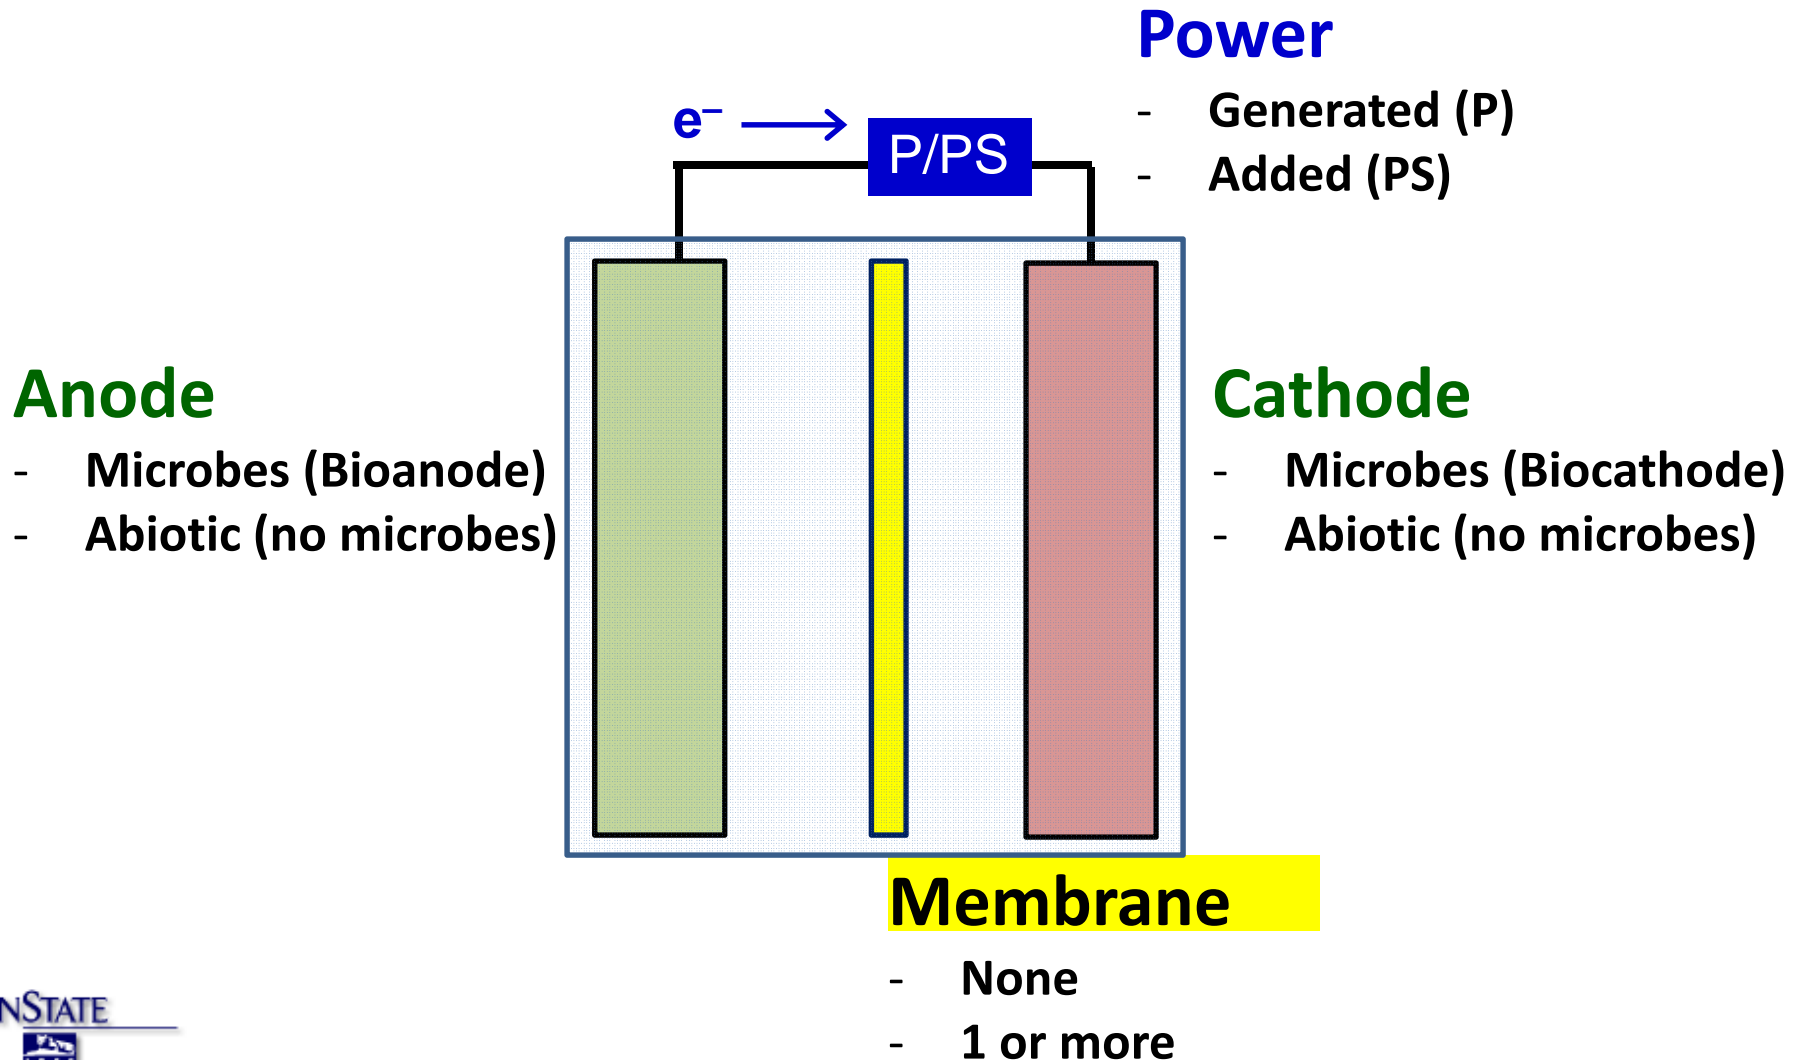 Power
- Generated (P)
- Added (PS)
e–
P/PS
Anode
- Microbes (Bioanode)
- Abiotic (no microbes)
Cathode
- Microbes (Biocathode)
- Abiotic (no microbes)
Membrane
- None
- 1 or more
NSTATE